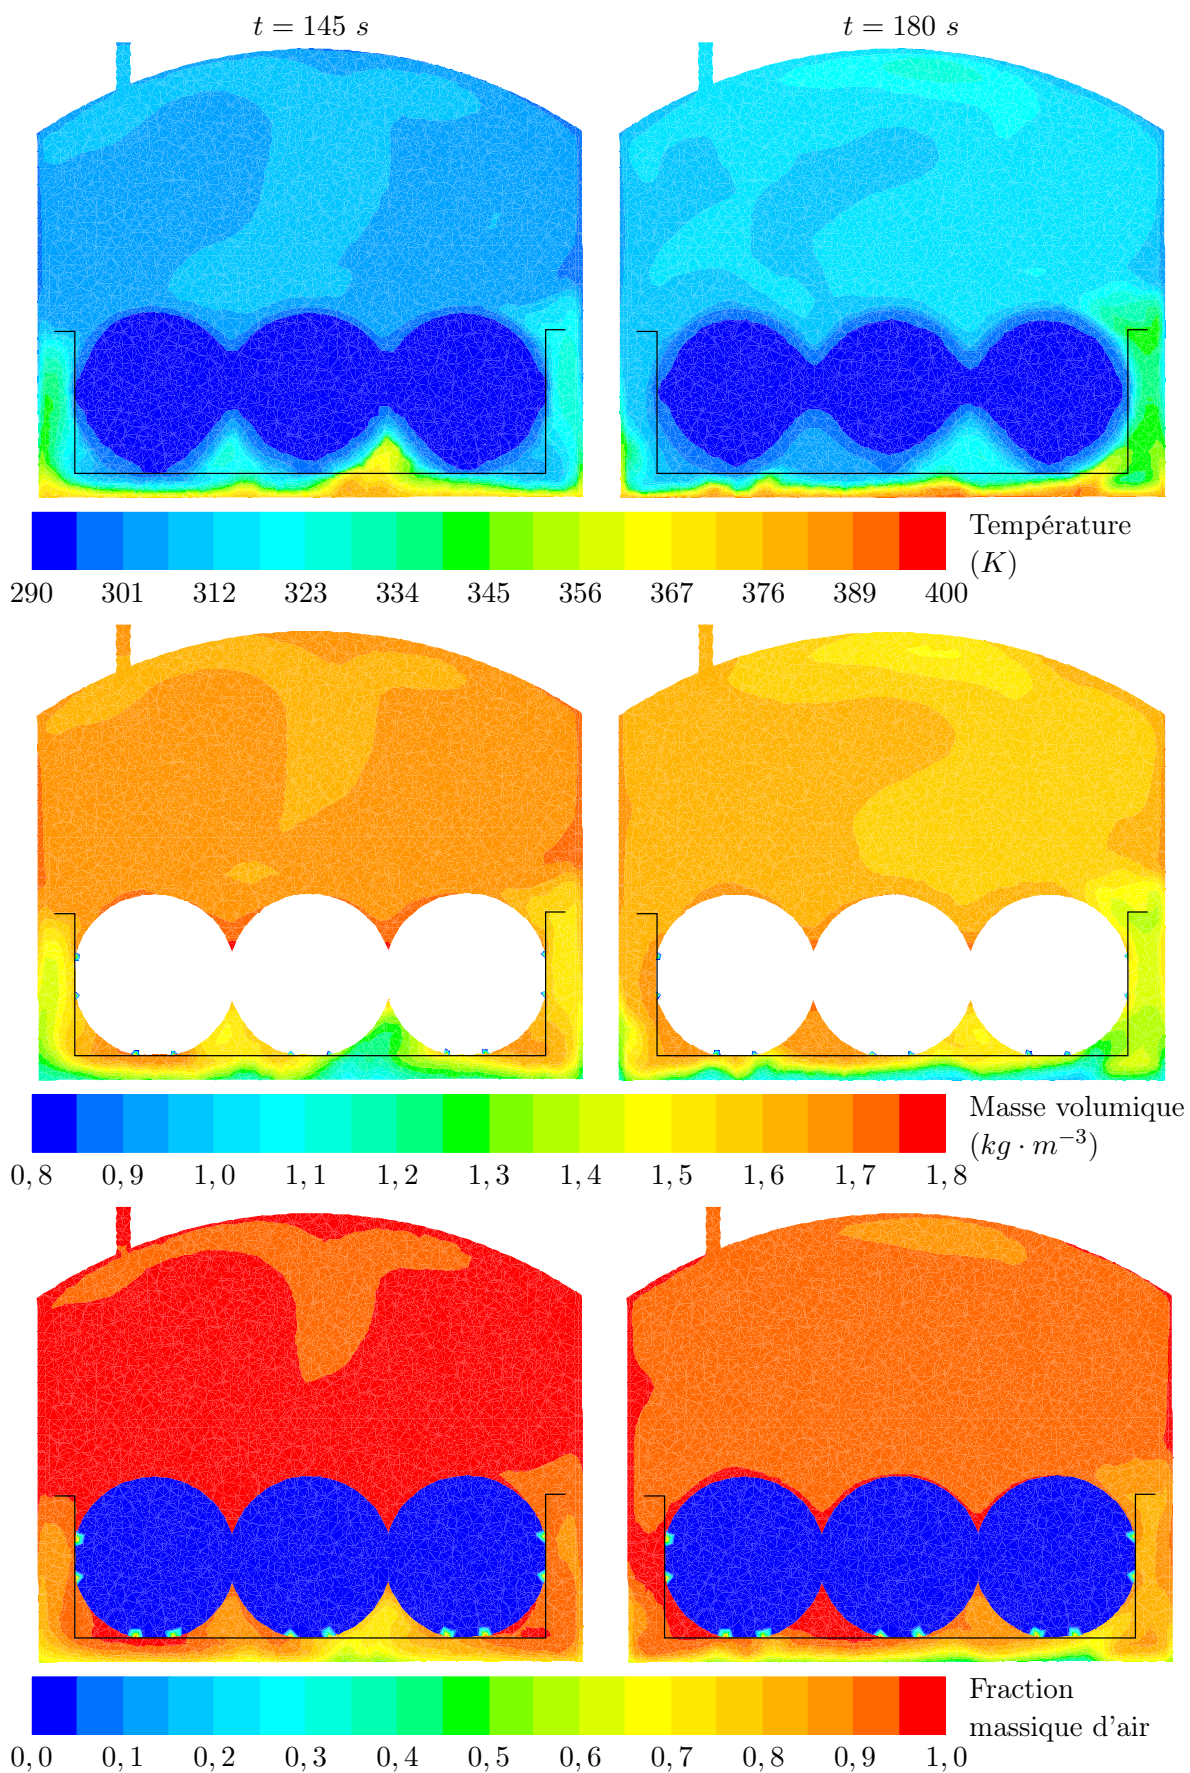 t = 145 s t = 180 s
Température
(K)
290 301 312 323 334 345 356 367 376 389 400
Masse volumique
(kg · m⁻³)
0,8 0,9 1,0 1,1 1,2 1,3 1,4 1,5 1,6 1,7 1,8
Fraction
massique d'air
0,0 0,1 0,2 0,3 0,4 0,5 0,6 0,7 0,8 0,9 1,0